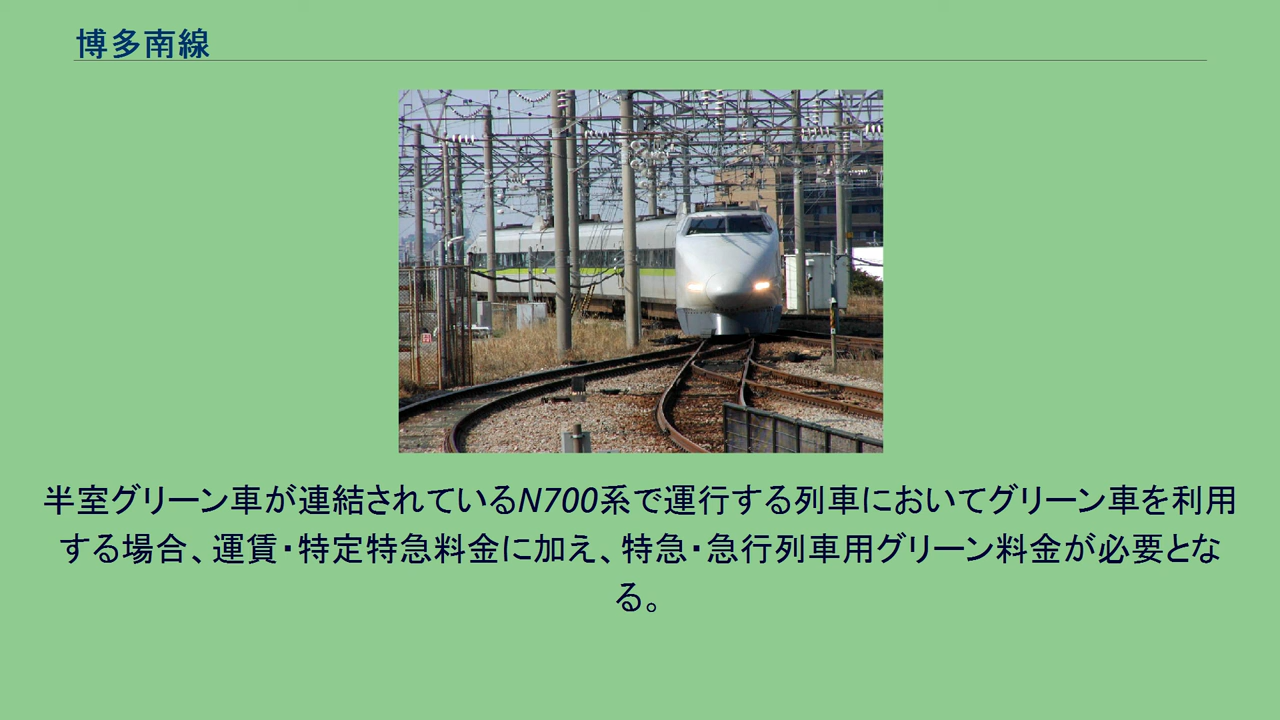 博多南線
半室グリーン車が連結されているN700系で運行する列車においてグリーン車を利用
する場合、運賃・特定特急料金に加え、特急・急行列車用グリーン料金が必要とな
る。